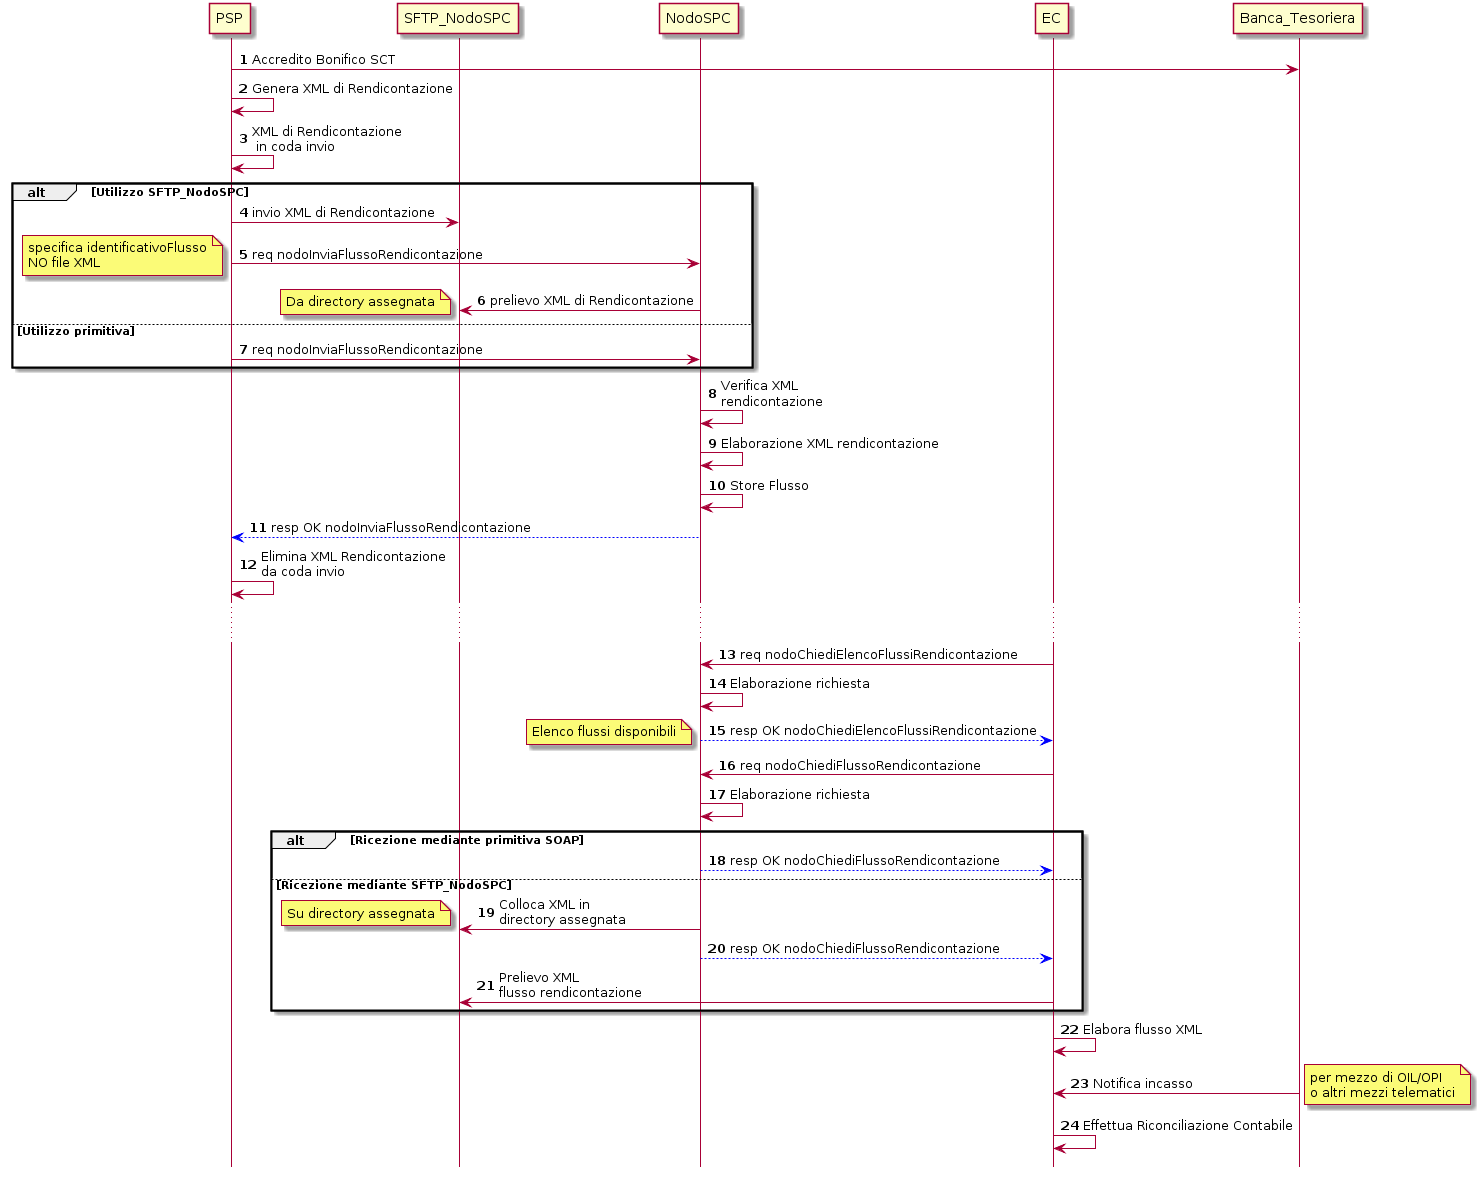 PSP
SFTP_NodoSPC
NodoSPC
EC
Banca_Tesoriera
1 Accredito Bonifico SCT
2 Genera XML di Rendicontazione
3 XML di Rendicontazione
in coda invio
alt [Utilizzo SFTP_NodoSPC]
4 invio XML di Rendicontazione
specifica identificativoFlusso
NO file XML
5 req nodoInviaFlussoRendicontazione
Da directory assegnata
6 prelievo XML di Rendicontazione
[Utilizzo primitiva]
7 req nodoInviaFlussoRendicontazione
8 Verifica XML
rendicontazione
9 Elaborazione XML rendicontazione
10 Store Flusso
11 resp OK nodoInviaFlussoRendicontazione
12 Elimina XML Rendicontazione
da coda invio
13 req nodoChiediElencoFlussiRendicontazione
14 Elaborazione richiesta
Elenco flussi disponibili
15 resp OK nodoChiediElencoFlussiRendicontazione
16 req nodoChiediFlussoRendicontazione
17 Elaborazione richiesta
alt [Ricezione mediante primitiva SOAP]
18 resp OK nodoChiediFlussoRendicontazione
[Ricezione mediante SFTP_NodoSPC]
Su directory assegnata
19 Colloca XML in
directory assegnata
20 resp OK nodoChiediFlussoRendicontazione
21 Prelievo XML
flusso rendicontazione
22 Elabora flusso XML
23 Notifica incasso
per mezzo di OIL/OPI
o altri mezzi telematici
24 Effettua Riconciliazione Contabile